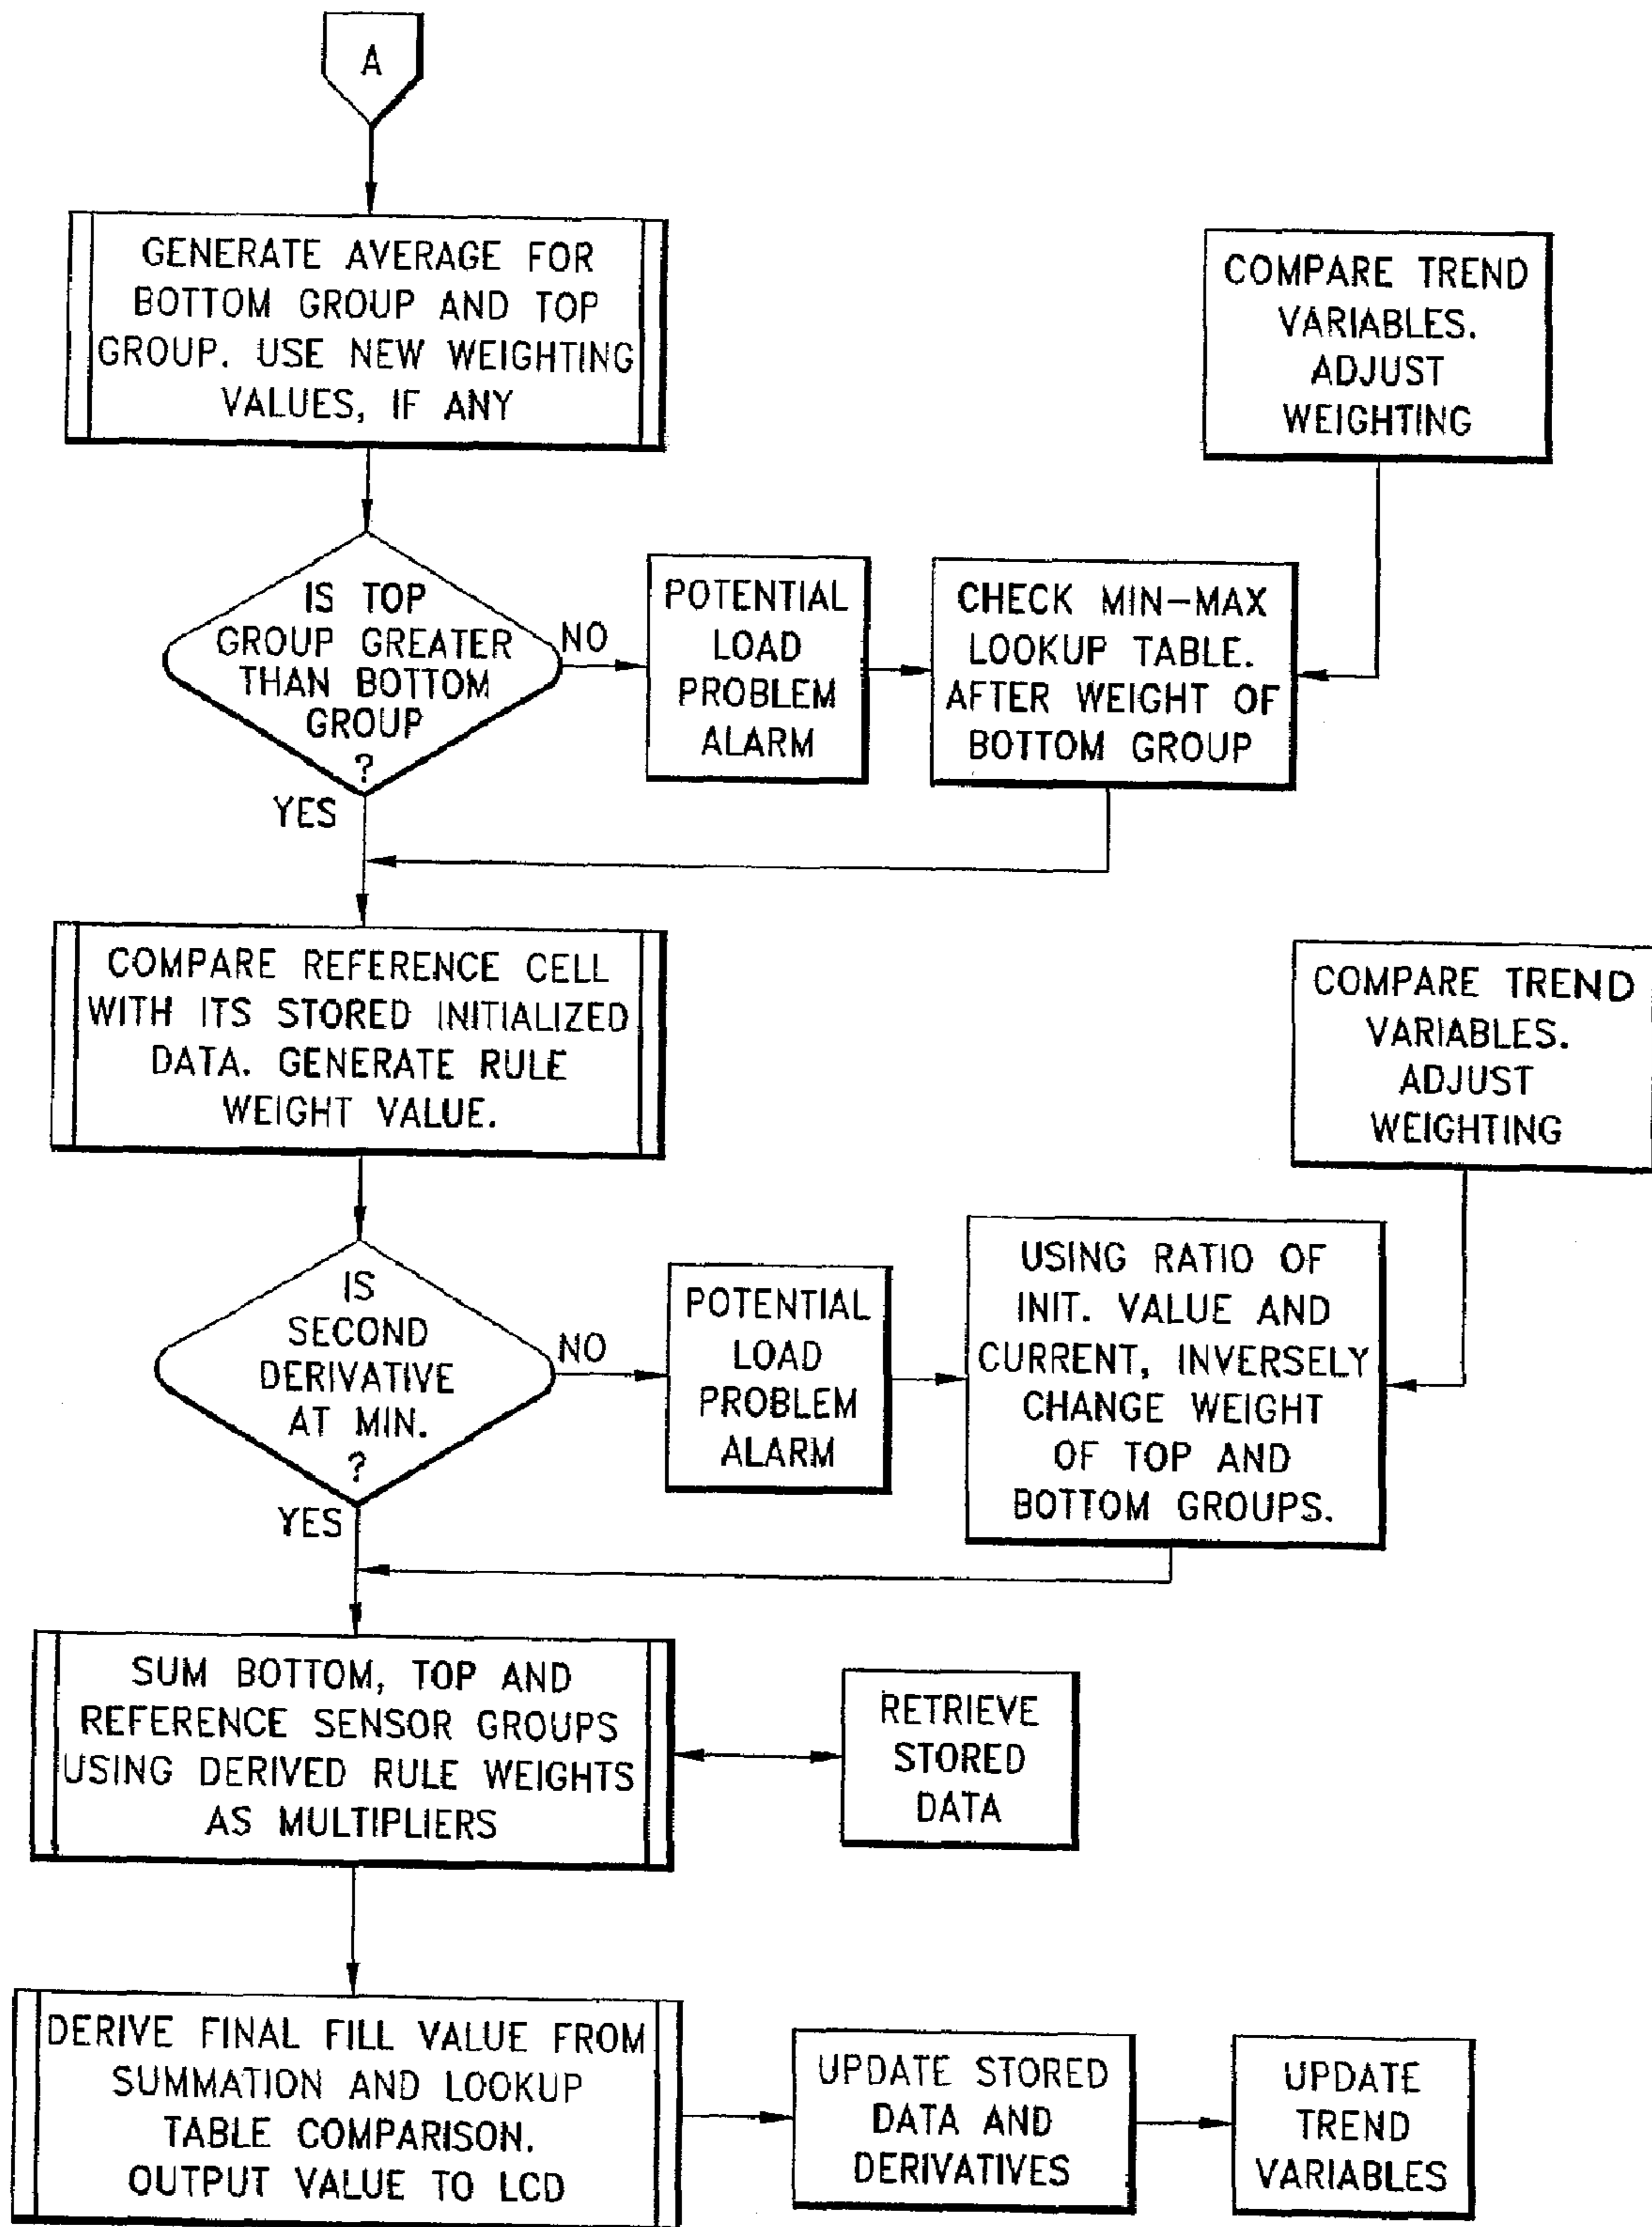 A
GENERATE AVERAGE FOR
BOTTOM GROUP AND TOP
GROUP. USE NEW WEIGHTING
VALUES, IF ANY
COMPARE TREND
VARIABLES.
ADJUST
WEIGHTING
IS TOP
GROUP GREATER
THAN BOTTOM
GROUP
?
NO
YES
POTENTIAL
LOAD
PROBLEM
ALARM
CHECK MIN-MAX
LOOKUP TABLE.
AFTER WEIGHT OF
BOTTOM GROUP
COMPARE REFERENCE CELL
WITH ITS STORED INITIALIZED
DATA. GENERATE RULE
WEIGHT VALUE.
COMPARE TREND
VARIABLES.
ADJUST
WEIGHTING
IS
SECOND
DERIVATIVE
AT MIN.
?
NO
YES
POTENTIAL
LOAD
PROBLEM
ALARM
USING RATIO OF
INIT. VALUE AND
CURRENT, INVERSELY
CHANGE WEIGHT
OF TOP AND
BOTTOM GROUPS.
SUM BOTTOM, TOP AND
REFERENCE SENSOR GROUPS
USING DERIVED RULE WEIGHTS
AS MULTIPLIERS
RETRIEVE
STORED
DATA
DERIVE FINAL FILL VALUE FROM
SUMMATION AND LOOKUP
TABLE COMPARISON.
OUTPUT VALUE TO LCD
UPDATE STORED
DATA AND
DERIVATIVES
UPDATE
TREND
VARIABLES